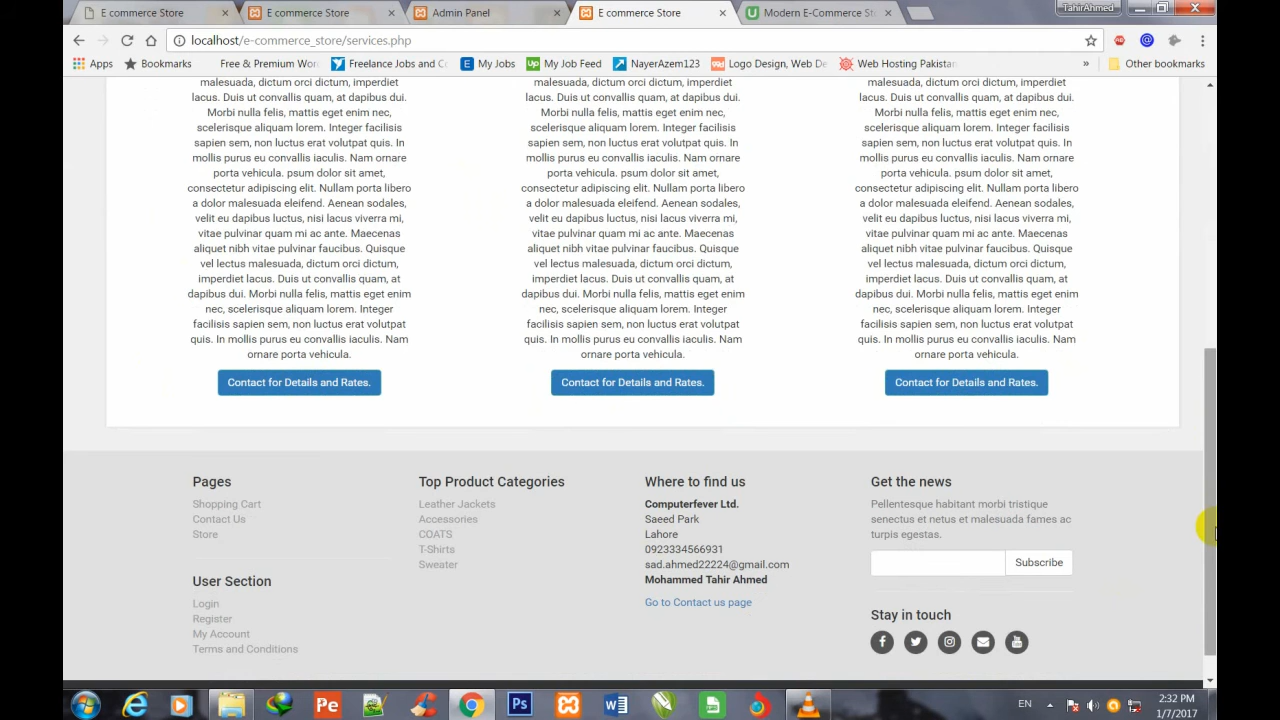 E commerce Store
E commerce Store
Admin Panel
E commerce Store
Modern E-Commerce St
TahirAhmed
localhost/e-commerce_store/services.php
Apps
Bookmarks
Free & Premium Wor
Freelance Jobs and C
My Jobs
My Job Feed
NayerAzem123
Logo Design, Web De
Web Hosting Pakistan
»
Other bookmarks
malesuada, dictum orci dictum, imperdiet
lacus. Duis ut convallis quam, at dapibus dui.
Morbi nulla felis, mattis eget enim nec,
scelerisque aliquam lorem. Integer facilisis
sapien sem, non luctus erat volutpat quis. In
mollis purus eu convallis iaculis. Nam ornare
porta vehicula. psum dolor sit amet,
consectetur adipiscing elit. Nullam porta libero
a dolor malesuada eleifend. Aenean sodales,
velit eu dapibus luctus, nisi lacus viverra mi,
vitae pulvinar quam mi ac ante. Maecenas
aliquet nibh vitae pulvinar faucibus. Quisque
vel lectus malesuada, dictum orci dictum,
imperdiet lacus. Duis ut convallis quam, at
dapibus dui. Morbi nulla felis, mattis eget enim
nec, scelerisque aliquam lorem. Integer
facilisis sapien sem, non luctus erat volutpat
quis. In mollis purus eu convallis iaculis. Nam
ornare porta vehicula.
Contact for Details and Rates.
malesuada, dictum orci dictum, imperdiet
lacus. Duis ut convallis quam, at dapibus dui.
Morbi nulla felis, mattis eget enim nec,
scelerisque aliquam lorem. Integer facilisis
sapien sem, non luctus erat volutpat quis. In
mollis purus eu convallis iaculis. Nam ornare
porta vehicula. psum dolor sit amet,
consectetur adipiscing elit. Nullam porta libero
a dolor malesuada eleifend. Aenean sodales,
velit eu dapibus luctus, nisi lacus viverra mi,
vitae pulvinar quam mi ac ante. Maecenas
aliquet nibh vitae pulvinar faucibus. Quisque
vel lectus malesuada, dictum orci dictum,
imperdiet lacus. Duis ut convallis quam, at
dapibus dui. Morbi nulla felis, mattis eget enim
nec, scelerisque aliquam lorem. Integer
facilisis sapien sem, non luctus erat volutpat
quis. In mollis purus eu convallis iaculis. Nam
ornare porta vehicula.
Contact for Details and Rates.
malesuada, dictum orci dictum, imperdiet
lacus. Duis ut convallis quam, at dapibus dui.
Morbi nulla felis, mattis eget enim nec,
scelerisque aliquam lorem. Integer facilisis
sapien sem, non luctus erat volutpat quis. In
mollis purus eu convallis iaculis. Nam ornare
porta vehicula. psum dolor sit amet,
consectetur adipiscing elit. Nullam porta libero
a dolor malesuada eleifend. Aenean sodales,
velit eu dapibus luctus, nisi lacus viverra mi,
vitae pulvinar quam mi ac ante. Maecenas
aliquet nibh vitae pulvinar faucibus. Quisque
vel lectus malesuada, dictum orci dictum,
imperdiet lacus. Duis ut convallis quam, at
dapibus dui. Morbi nulla felis, mattis eget enim
nec, scelerisque aliquam lorem. Integer
facilisis sapien sem, non luctus erat volutpat
quis. In mollis purus eu convallis iaculis. Nam
ornare porta vehicula.
Contact for Details and Rates.
Pages
Shopping Cart
Contact Us
Store
User Section
Login
Register
My Account
Terms and Conditions
Top Product Categories
Leather Jackets
Accessories
COATS
T-Shirts
Sweater
Where to find us
Computerfever Ltd.
Saeed Park
Lahore
0923334566931
sad.ahmed22224@gmail.com
Mohammed Tahir Ahmed
Go to Contact us page
Get the news
Pellentesque habitant morbi tristique
senectus et netus et malesuada fames ac
turpis egestas.
Subscribe
Stay in touch
EN
2:32 PM
1/7/2017